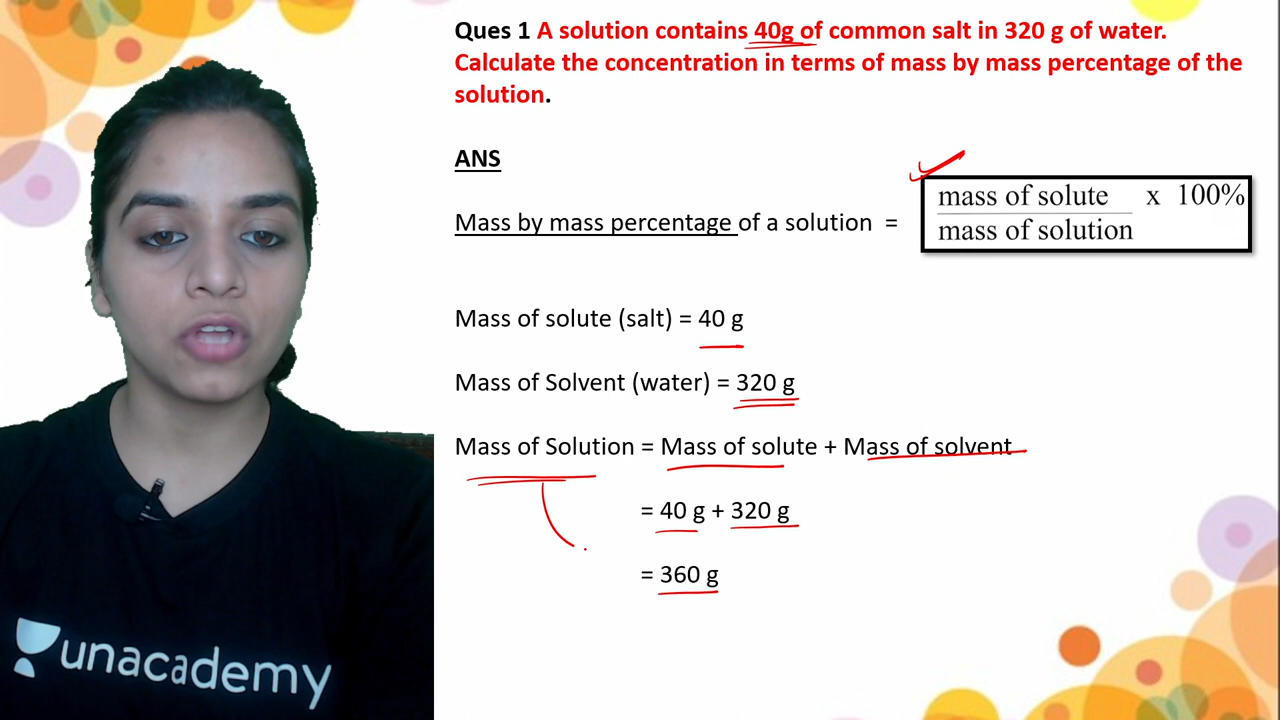 Ques 1 A solution contains 40g of common salt in 320 g of water.
Calculate the concentration in terms of mass by mass percentage of the
solution.
ANS
Mass by mass percentage of a solution = mass of solute x 100%
mass of solution
Mass of solute (salt) = 40 g
Mass of Solvent (water) = 320 g
Mass of Solution = Mass of solute + Mass of solvent
= 40 g + 320 g
= 360 g
unacademy